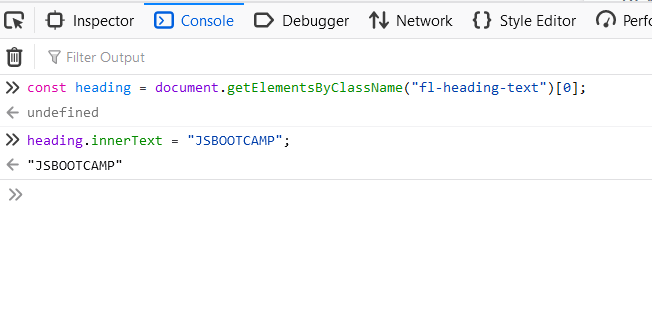 Inspector Console Debugger Network Style Editor
Filter Output
const heading = document.getElementsByClassName("fl-heading-text")[0];
undefined
heading.innerText = "JSBOOTCAMP";
"JSBOOTCAMP"